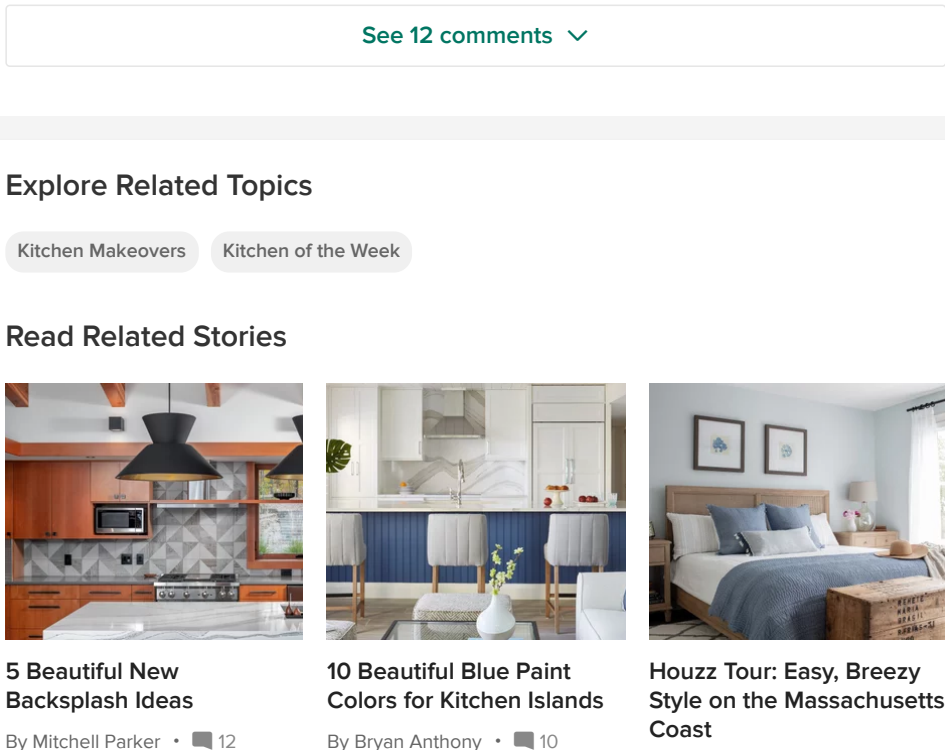 See 12 comments
Explore Related Topics
Kitchen Makeovers
Kitchen of the Week
Read Related Stories
5 Beautiful New
Backsplash Ideas
By Mitchell Parker • 12
10 Beautiful Blue Paint
Colors for Kitchen Islands
By Bryan Anthony • 10
Houzz Tour: Easy, Breezy
Style on the Massachusetts
Coast